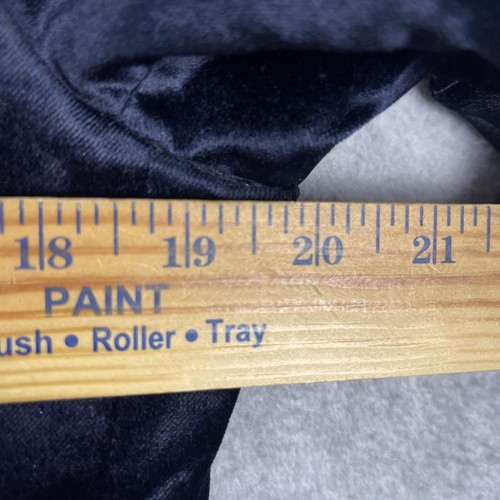 18 19 20 21
PAINT
ush • Roller • Tray